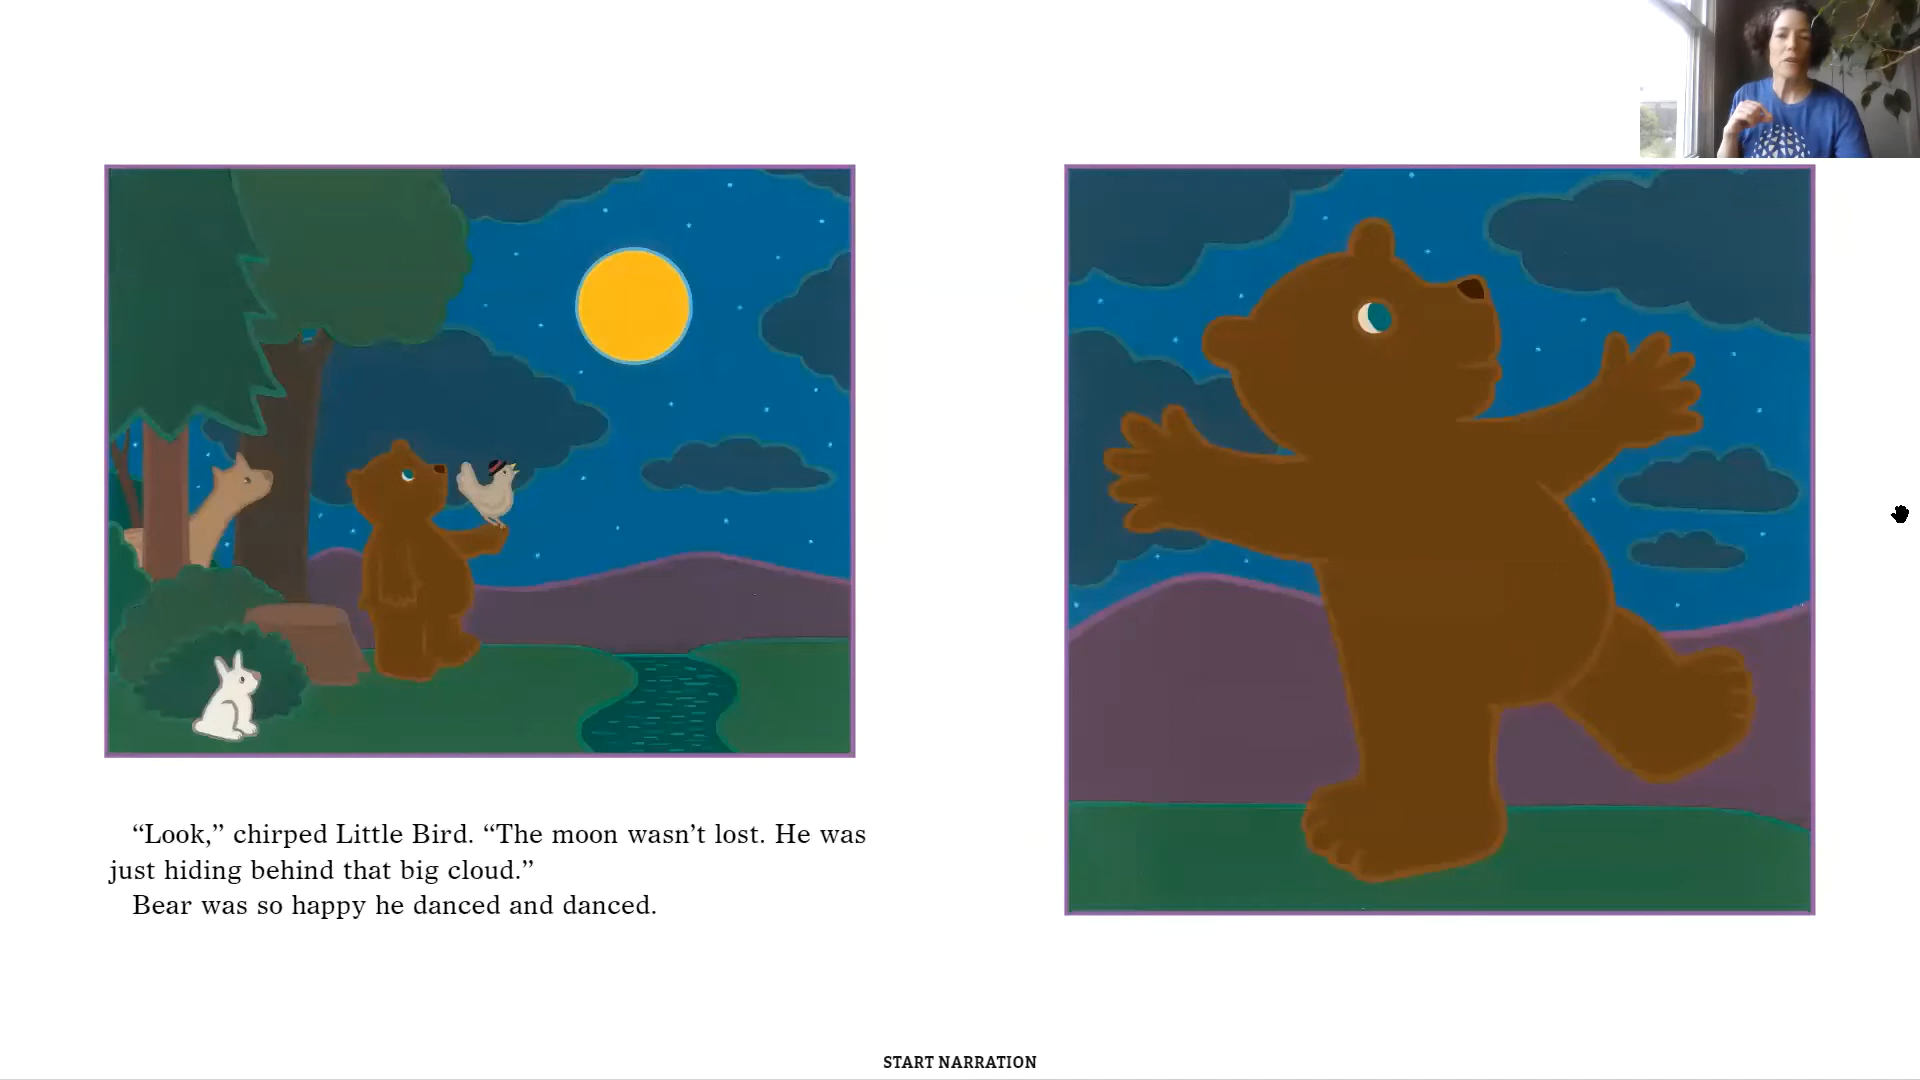 “Look,” chirped Little Bird. “The moon wasn’t lost. He was
just hiding behind that big cloud.”
Bear was so happy he danced and danced.
START NARRATION